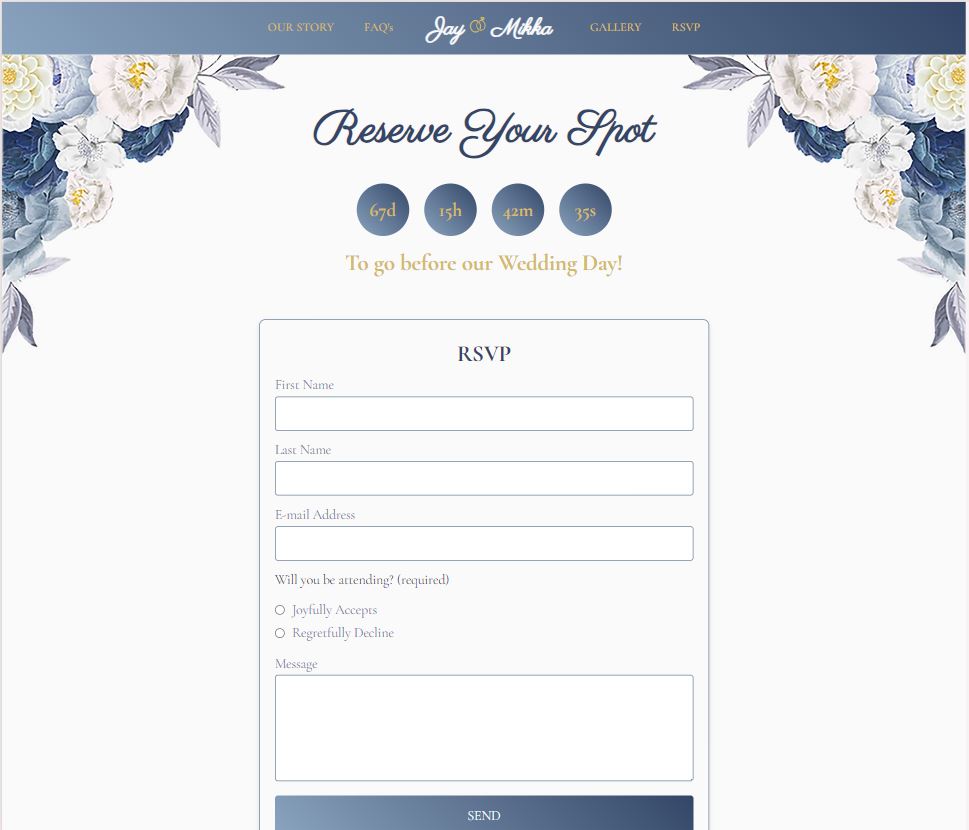 OUR STORY FAQ's Jay Mikka GALLERY RSVP
Reserve Your Spot
67d 15h 42m 35s
To go before our Wedding Day!
RSVP
First Name
Last Name
E-mail Address
Will you be attending? (required)
Joyfully Accepts
Regretfully Decline
Message
SEND